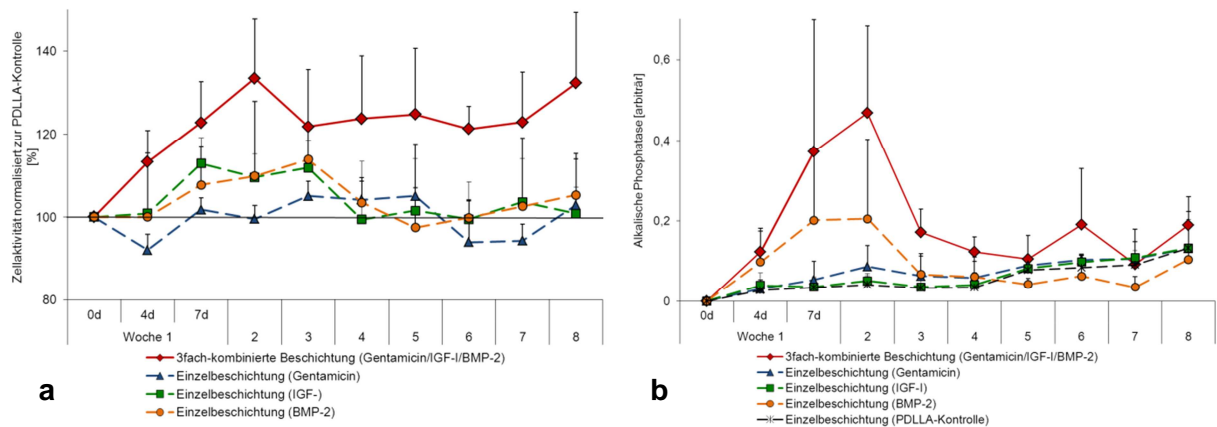 Zellaktivität normalisiert zur PDLLA-Kontrolle
[%]
140
120
100
80
0d 4d 7d 2 3 4 5 6 7 8
Woche 1
3fach-kombinierte Beschichtung (Gentamicin/IGF-I/BMP-2)
Einzelbeschichtung (Gentamicin)
Einzelbeschichtung (IGF-)
Einzelbeschichtung (BMP-2)
a
Alkalische Phosphatase [arbiträr]
0,6
0,4
0,2
0
0d 4d 7d 2 3 4 5 6 7 8
Woche 1
3fach-kombinierte Beschichtung (Gentamicin/IGF-I/BMP-2)
Einzelbeschichtung (Gentamicin)
Einzelbeschichtung (IGF-I)
Einzelbeschichtung (BMP-2)
Einzelbeschichtung (PDLLA-Kontrolle)
b